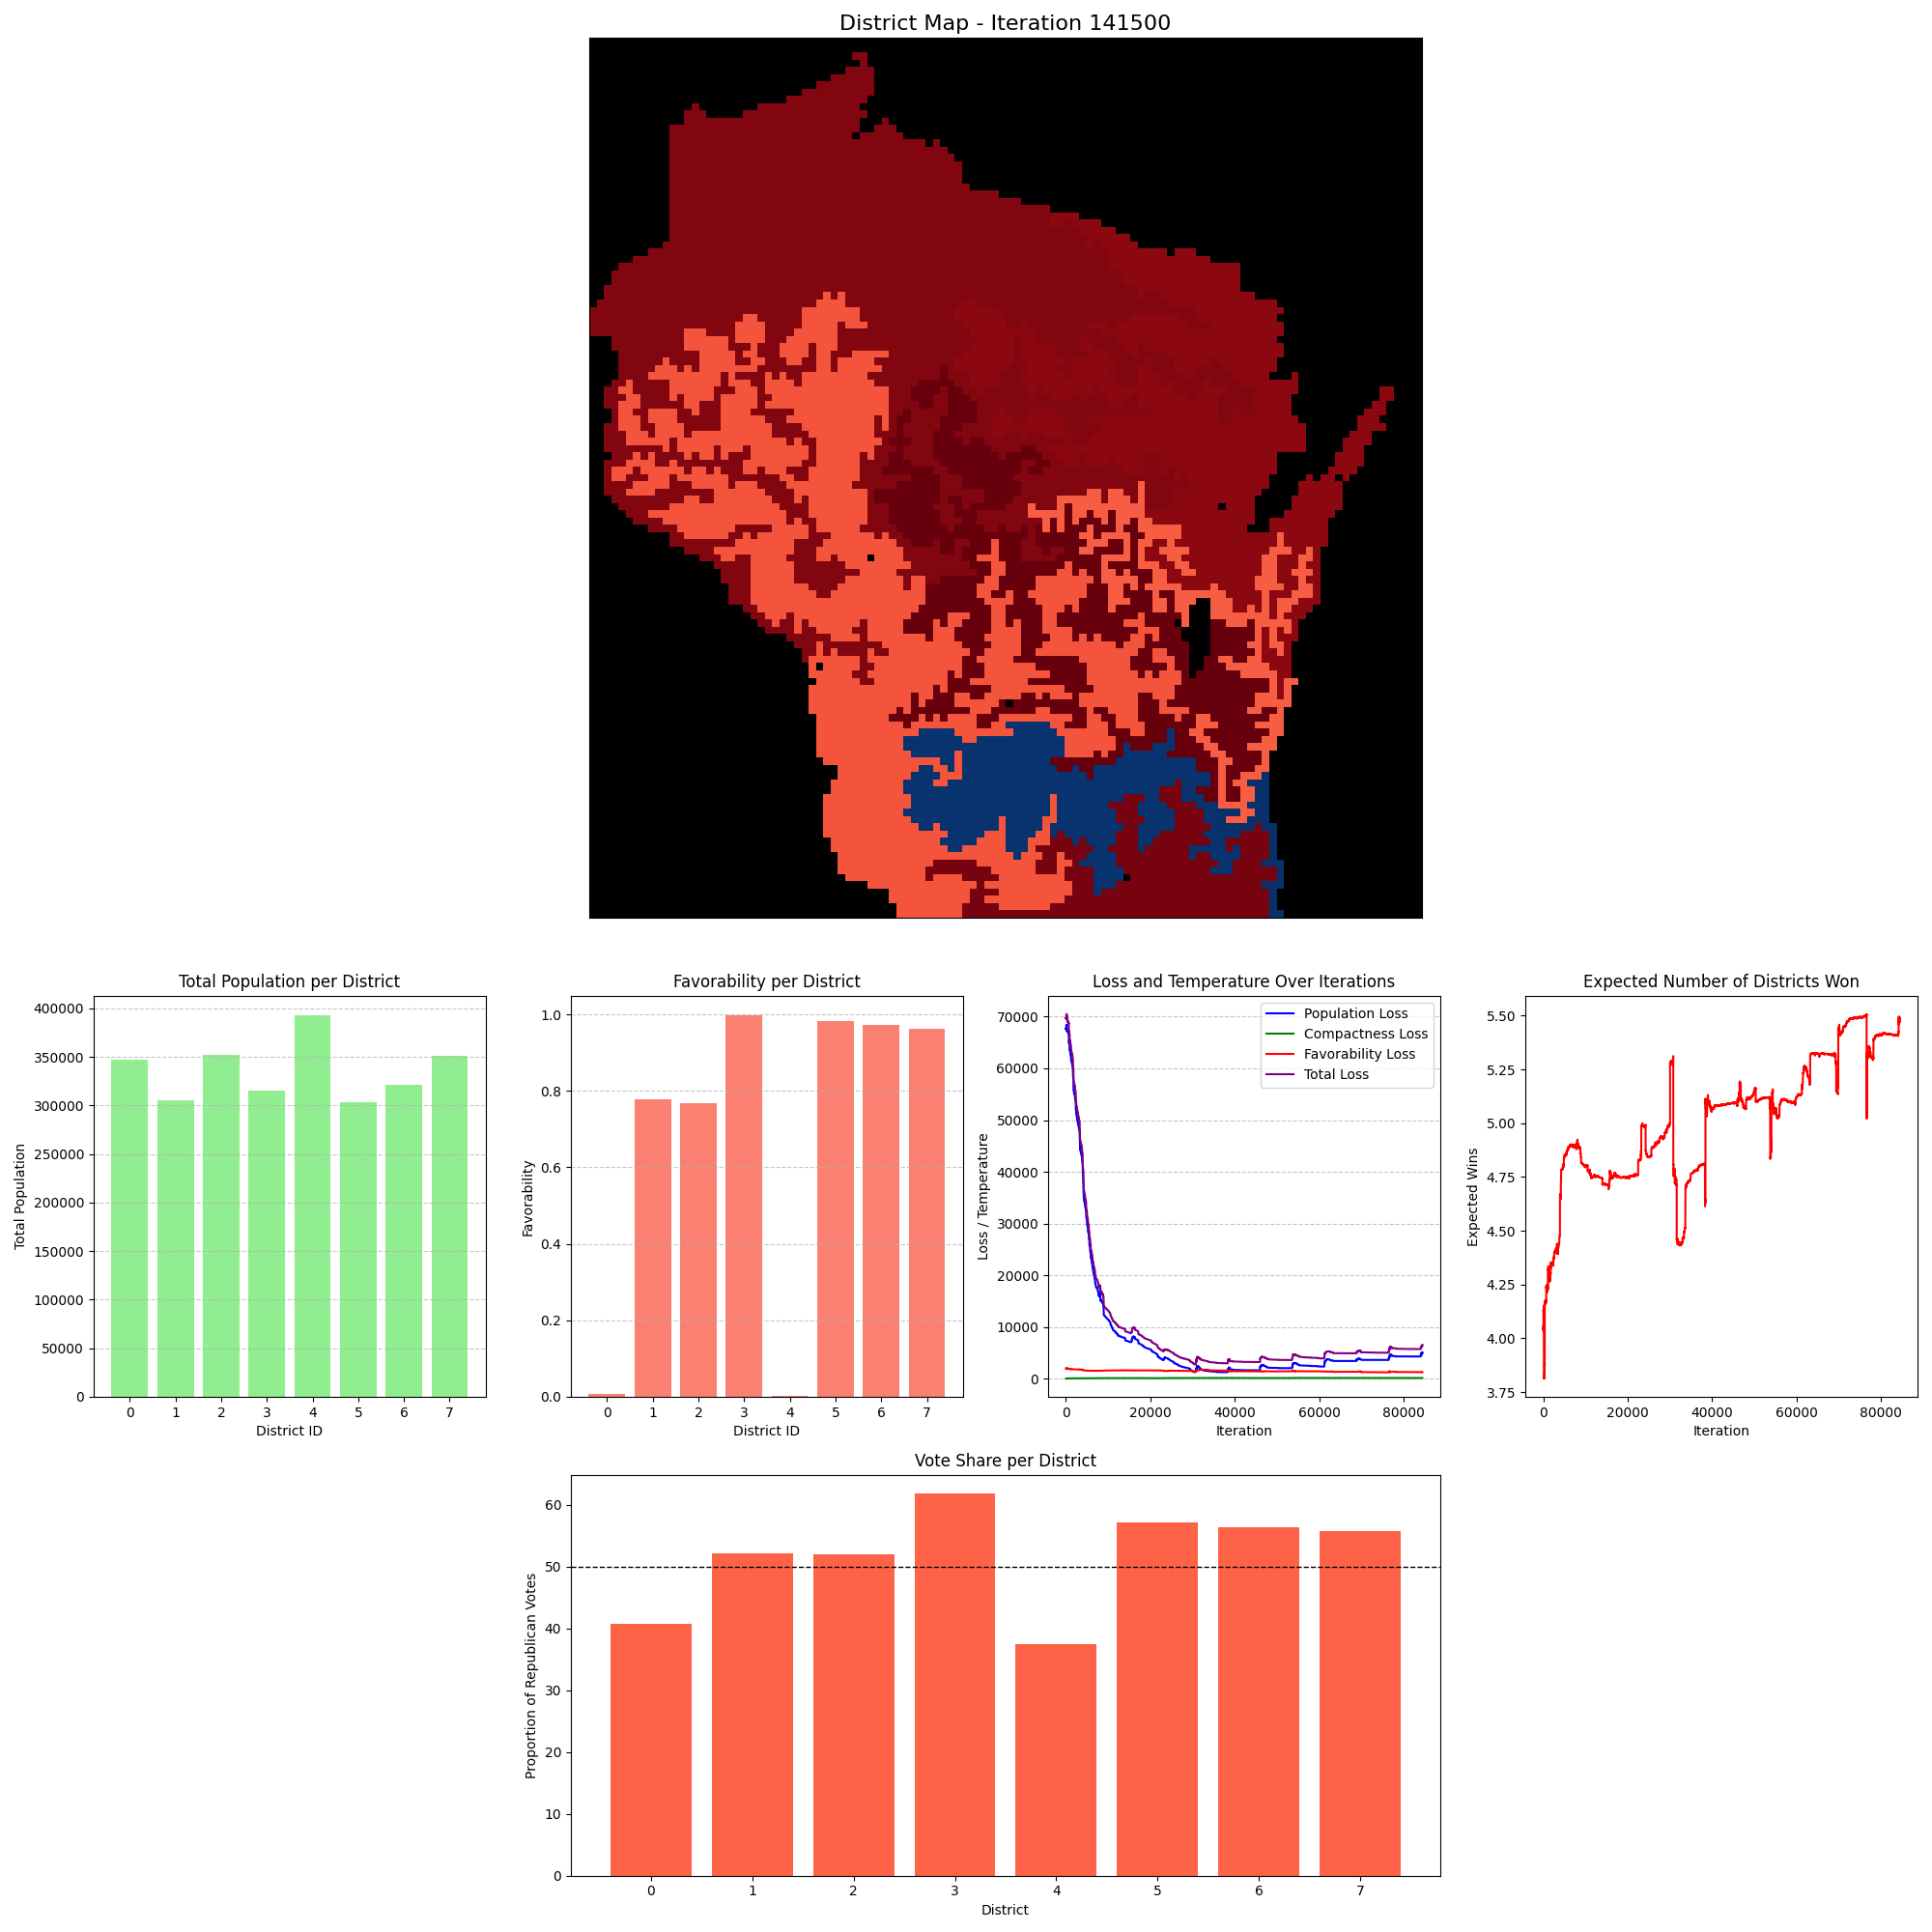 District Map - Iteration 141500
Total Population per District
Total Population
400000
350000
300000
250000
200000
150000
100000
50000
0
0 1 2 3 4 5 6 7
District ID
Favorability per District
Favorability
1.0
0.8
0.6
0.4
0.2
0.0
0 1 2 3 4 5 6 7
District ID
Loss and Temperature Over Iterations
Loss / Temperature
70000
60000
50000
40000
30000
20000
10000
0
Population Loss
Compactness Loss
Favorability Loss
Total Loss
0 20000 40000 60000 80000
Iteration
Expected Number of Districts Won
Expected Wins
5.50
5.25
5.00
4.75
4.50
4.25
4.00
3.75
0 20000 40000 60000 80000
Iteration
Vote Share per District
Proportion of Republican Votes
60
50
40
30
20
10
0
0 1 2 3 4 5 6 7
District